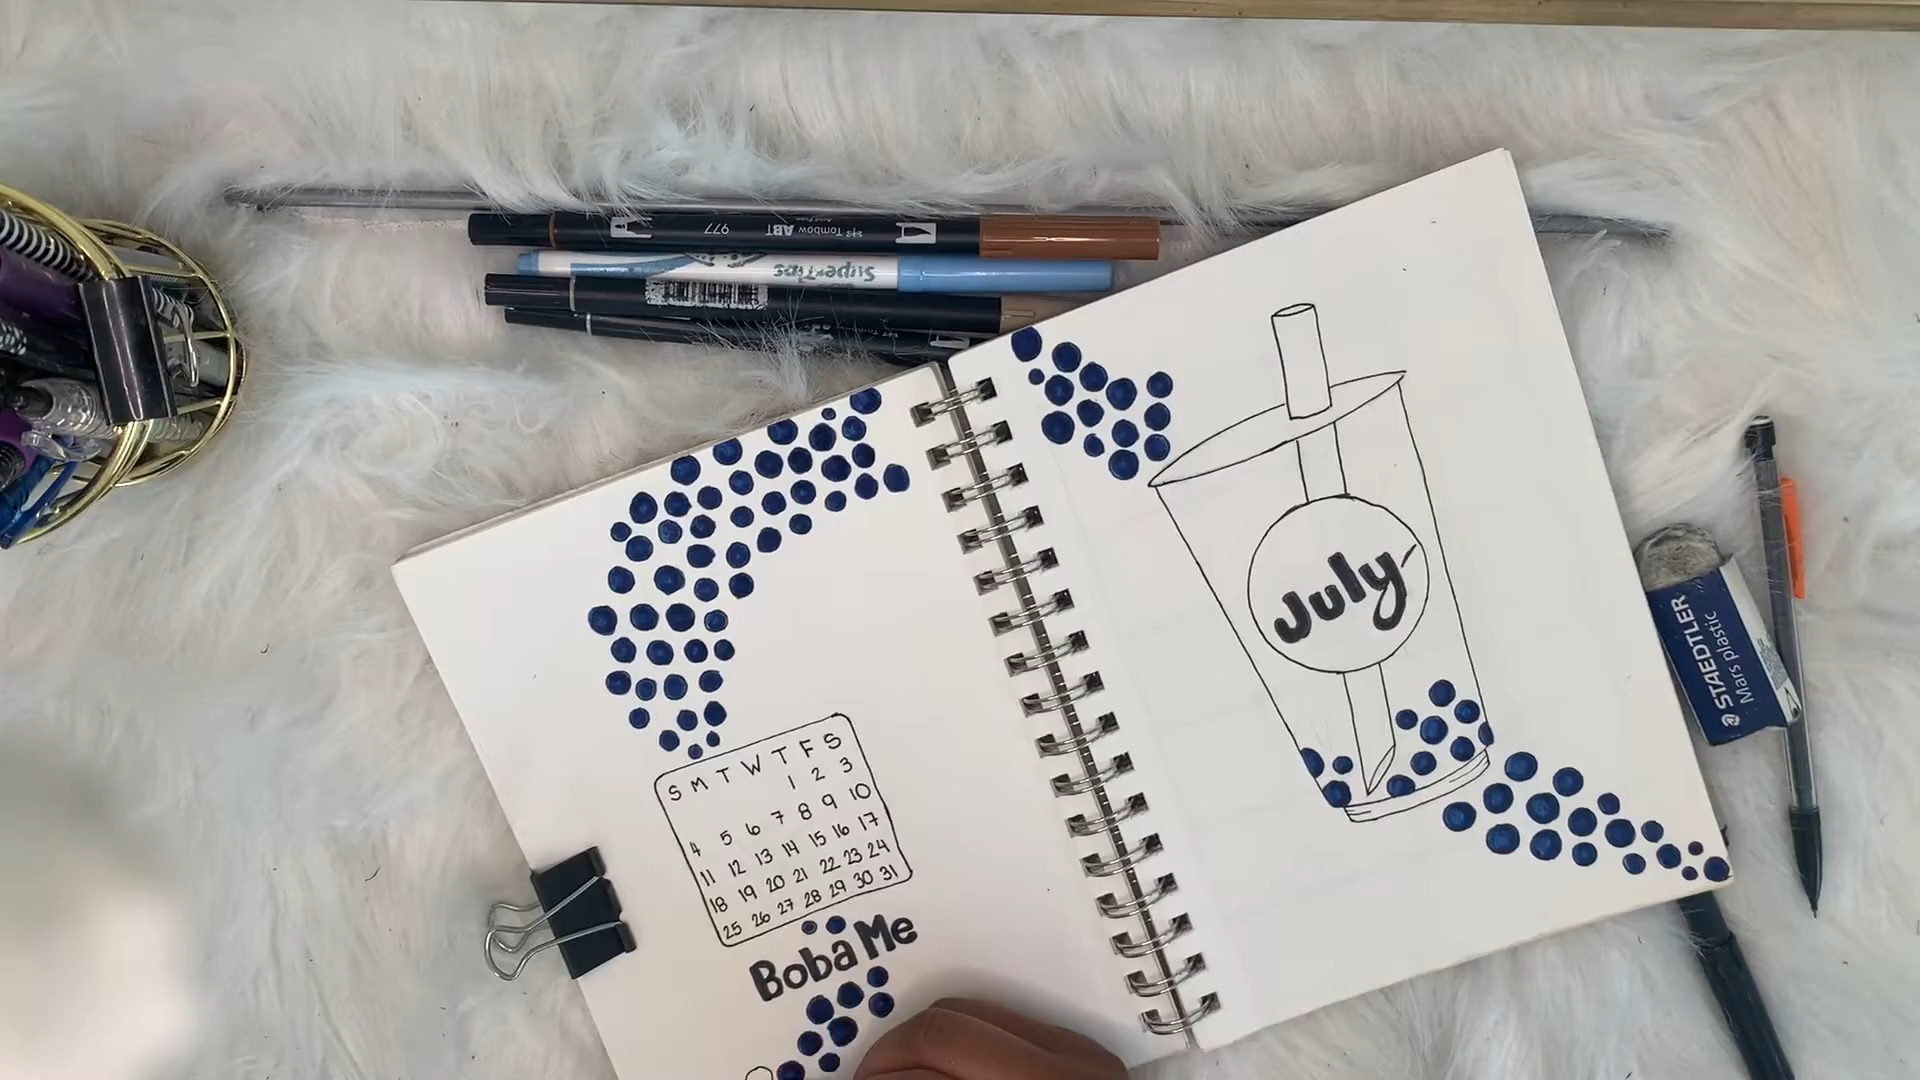 977 ABT Tombow
SuperTips
S M T W T F S
1 2 3
4 5 6 7 8 9 10
11 12 13 14 15 16 17
18 19 20 21 22 23 24
25 26 27 28 29 30 31
Boba Me
July
STAEDTLER
Mars plastic